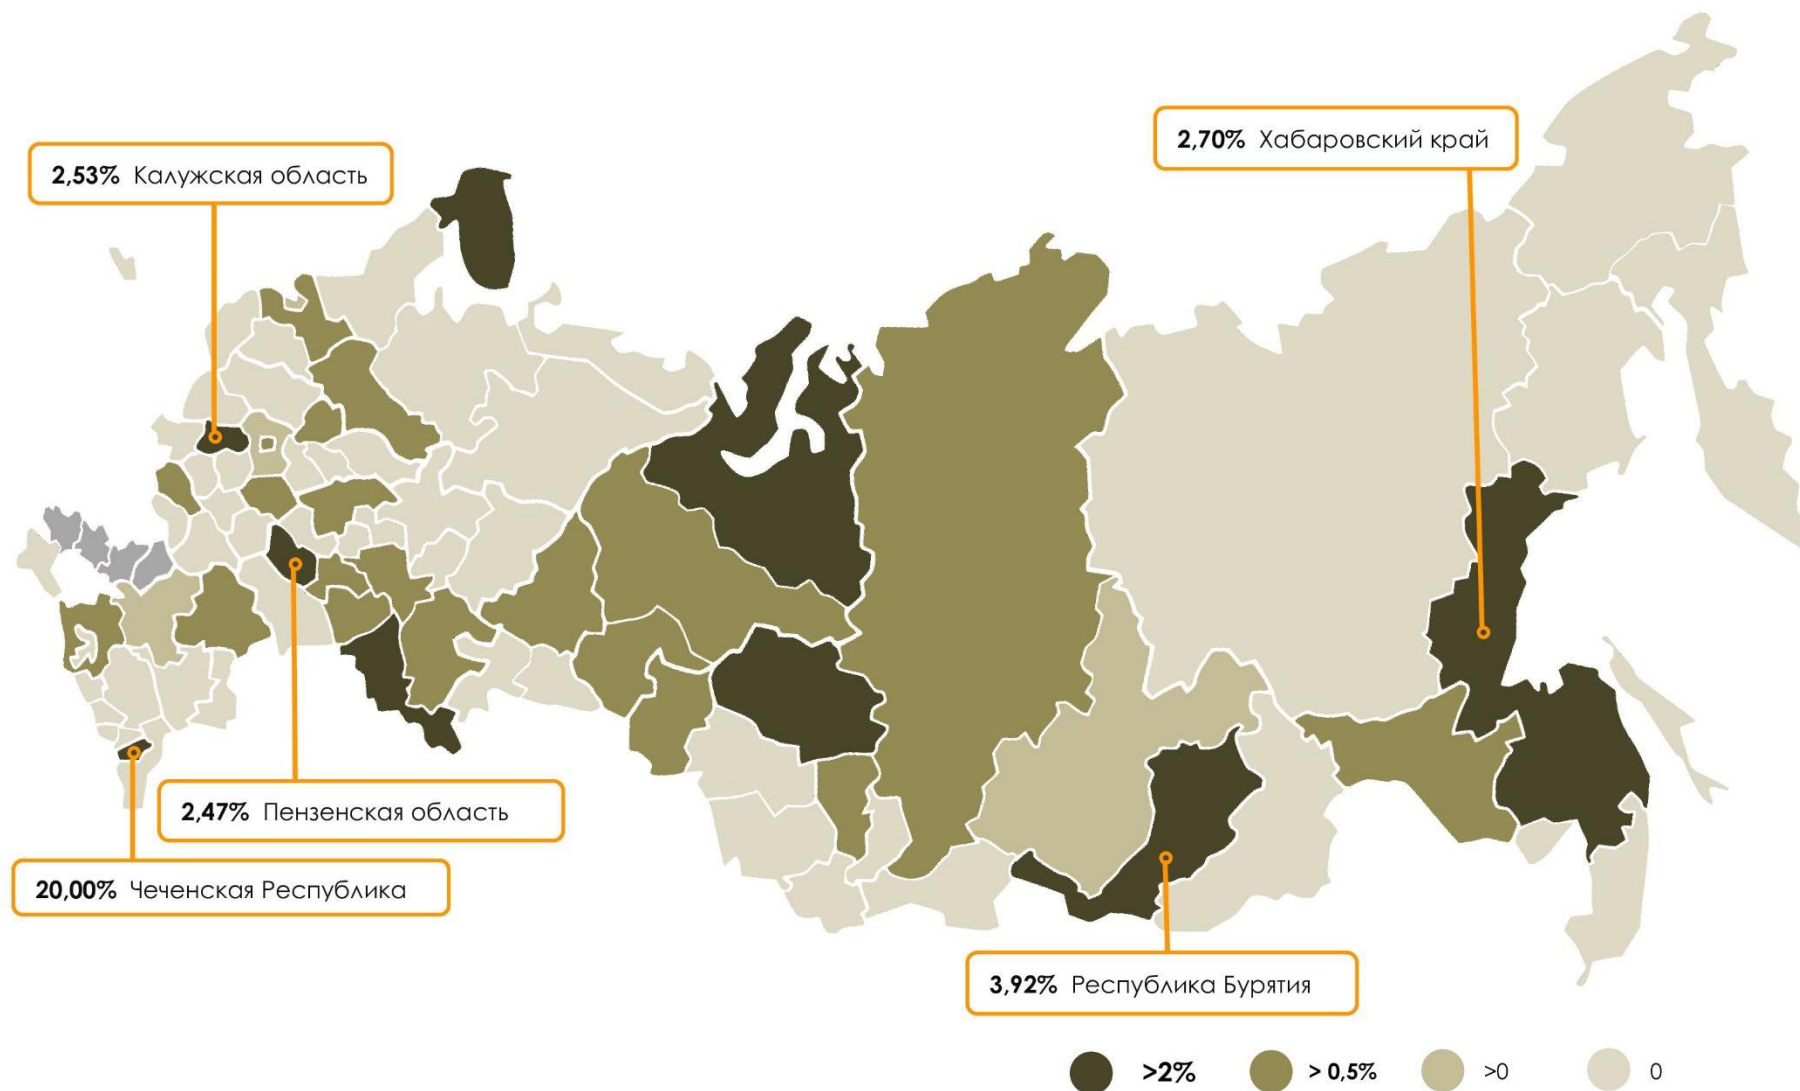 2,70% Хабаровский край
2,53% Калужская область
2,47% Пензенская область
20,00% Чеченская Республика
3,92% Республика Бурятия
>2%
> 0,5%
>0
0